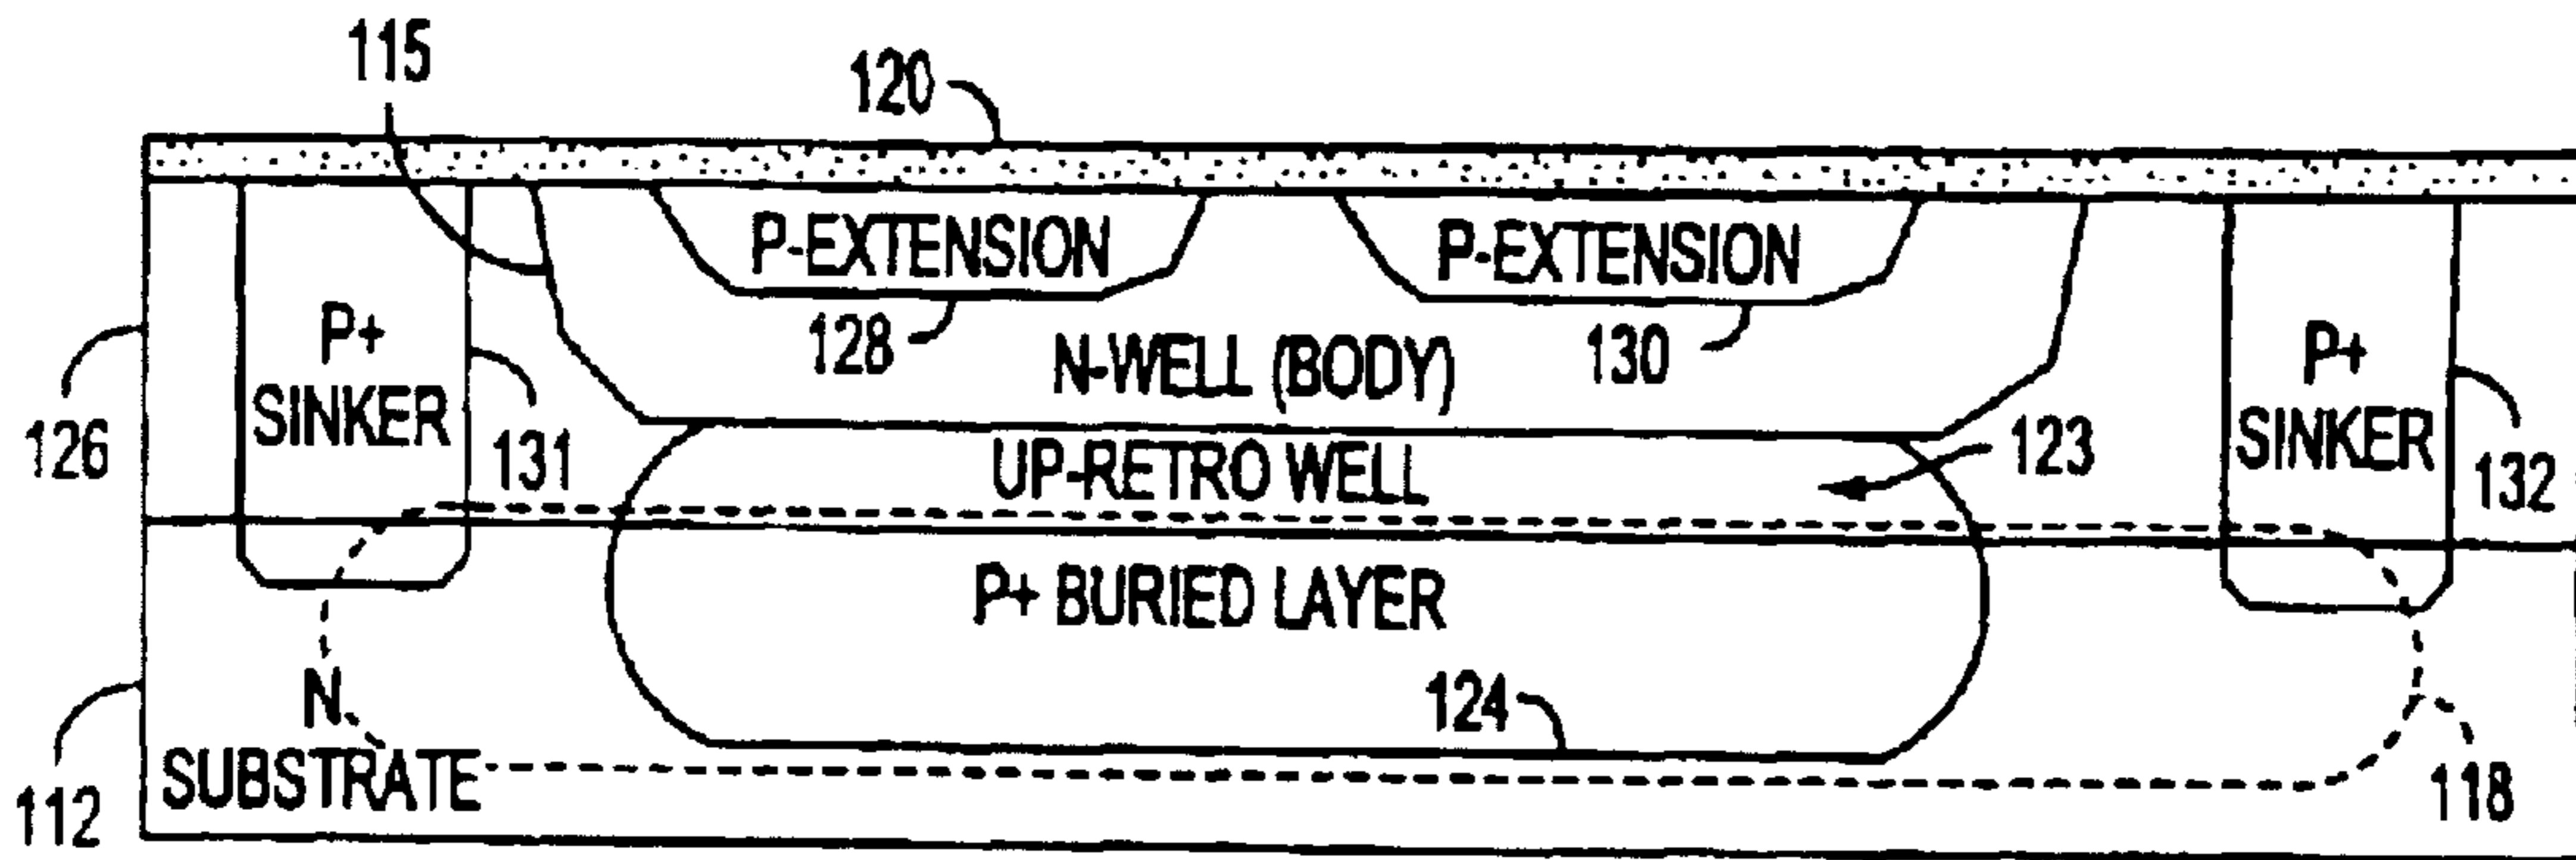 115
120
P-EXTENSION
P-EXTENSION
128
130
P+
SINKER
N-WELL (BODY)
P+
SINKER
126
131
UP-RETRO WELL
123
132
P+ BURIED LAYER
N
SUBSTRATE
124
112
118